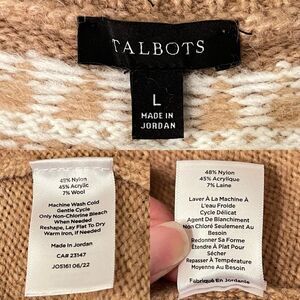 TALBOTS
L
MADE IN
JORDAN
48% Nylon
45% Acrylic
7% Wool
Machine Wash Cold
Gentle Cycle
Only Non-Chlorine Bleach
When Needed
Reshape, Lay Flat To Dry
Warm Iron, If Needed
Made in Jordan
CA# 23147
JO5161 06/22
48% Nylon
45% Acrylique
7% Laine
Laver À La Machine À
L'eau Froide
Cycle Délicat
Agent De Blanchiment
Non Chloré Seulement Au
Besoin
Redonner Sa Forme
Étendre À Plat Pour
Sécher
Repasser À Température
Moyenne Au Besoin
Fabriqué En Jordanie